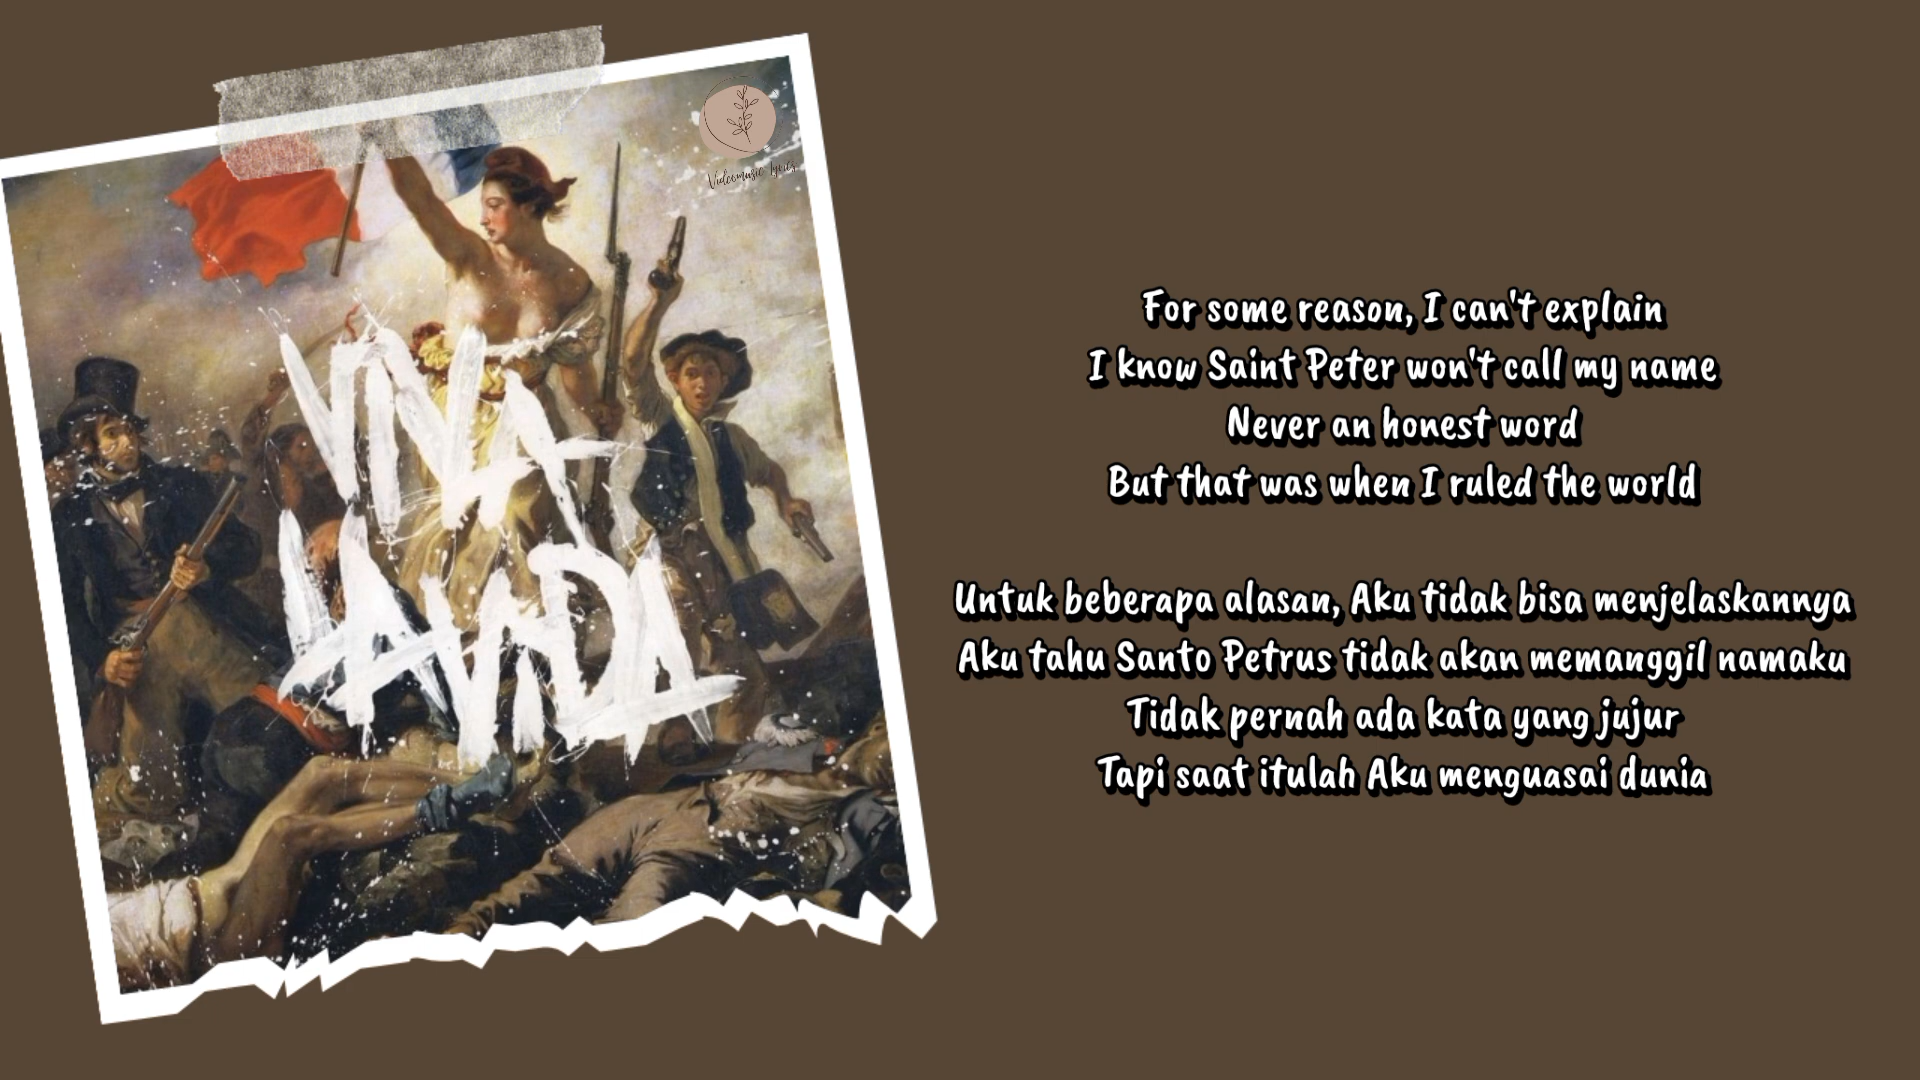 Videomusic Lyrics
VIVA
LA VIDA
For some reason, I can't explain
I know Saint Peter won't call my name
Never an honest word
But that was when I ruled the world
Untuk beberapa alasan, Aku tidak bisa menjelaskannya
Aku tahu Santo Petrus tidak akan memanggil namaku
Tidak pernah ada kata yang jujur
Tapi saat itulah Aku menguasai dunia